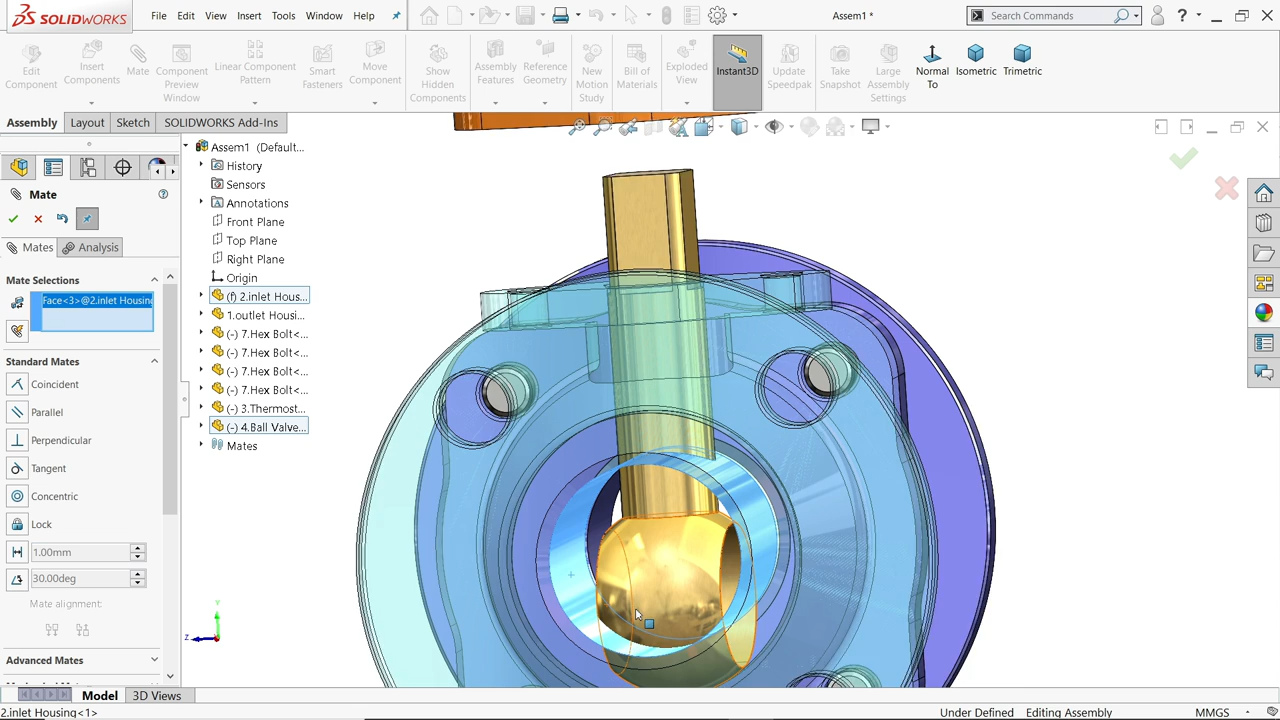 SOLIDWORKS
File Edit View Insert Tools Window Help
Assem1 *
Search Commands
Edit Component
Insert Components
Mate
Component Preview Window
Linear Component Pattern
Smart Fasteners
Move Component
Show Hidden Components
Assembly Features
Reference Geometry
New Motion Study
Bill of Materials
Exploded View
Instant3D
Update Speedpak
Take Snapshot
Large Assembly Settings
Normal To
Isometric
Trimetric
Assembly Layout Sketch SOLIDWORKS Add-Ins
Mate
Mates Analysis
Mate Selections
Face<3>@2.inlet Housing
Standard Mates
Coincident
Parallel
Perpendicular
Tangent
Concentric
Lock
1.00mm
30.00deg
Mate alignment:
Advanced Mates
Assem1 (Default...
History
Sensors
Annotations
Front Plane
Top Plane
Right Plane
Origin
(f) 2.inlet Hous...
1.outlet Housi...
(-) 7.Hex Bolt<...
(-) 7.Hex Bolt<...
(-) 7.Hex Bolt<...
(-) 7.Hex Bolt<...
(-) 3.Thermost...
(-) 4.Ball Valve...
Mates
Y
Z
Model 3D Views
2.inlet Housing<1>
Under Defined Editing Assembly MMGS